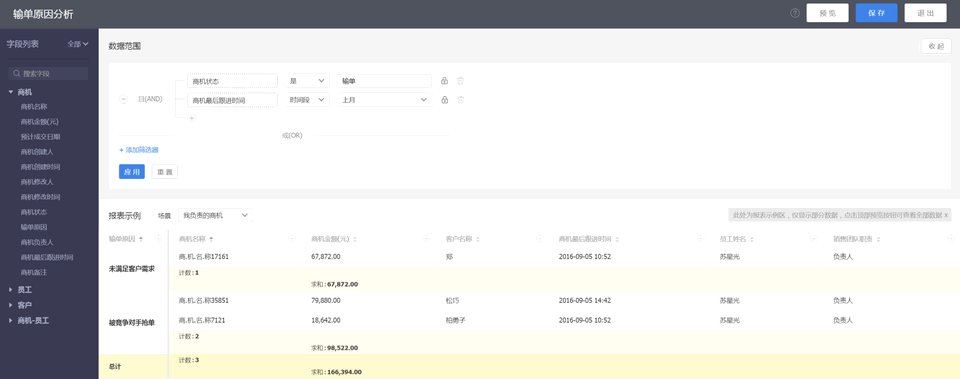 输单原因分析
? 预 览 保 存 退 出
字段列表 全部
搜索字段
商机
商机名称
商机金额(元)
预计成交日期
商机创建人
商机创建时间
商机修改人
商机修改时间
商机状态
输单原因
商机负责人
商机最后跟进时间
商机备注
员工
客户
商机-员工
数据范围 收 起
且(AND)
商机状态 是 输单
商机最后跟进时间 时间段 上月
或(OR)
+ 添加筛选器
应 用 重 置
报表示例 场景 我负责的商机 此处为报表示例区，仅显示部分数据，点击顶部预览按钮可查看全部数据 x
输单原因 商机名称 商机金额(元) 客户名称 商机最后跟进时间 员工姓名 销售团队职责
未满足客户需求
商.机.名.称17161 67,872.00 郑 2016-09-05 10:52 苏星光 负责人
计数：1
求和：67,872.00
被竞争对手抢单
商.机.名.称35851 79,880.00 松巧 2016-09-05 14:42 苏星光 负责人
商.机.名.称7121 18,642.00 柏勇子 2016-09-05 10:52 苏星光 负责人
计数：2
求和：98,522.00
总计
计数：3
求和：166,394.00